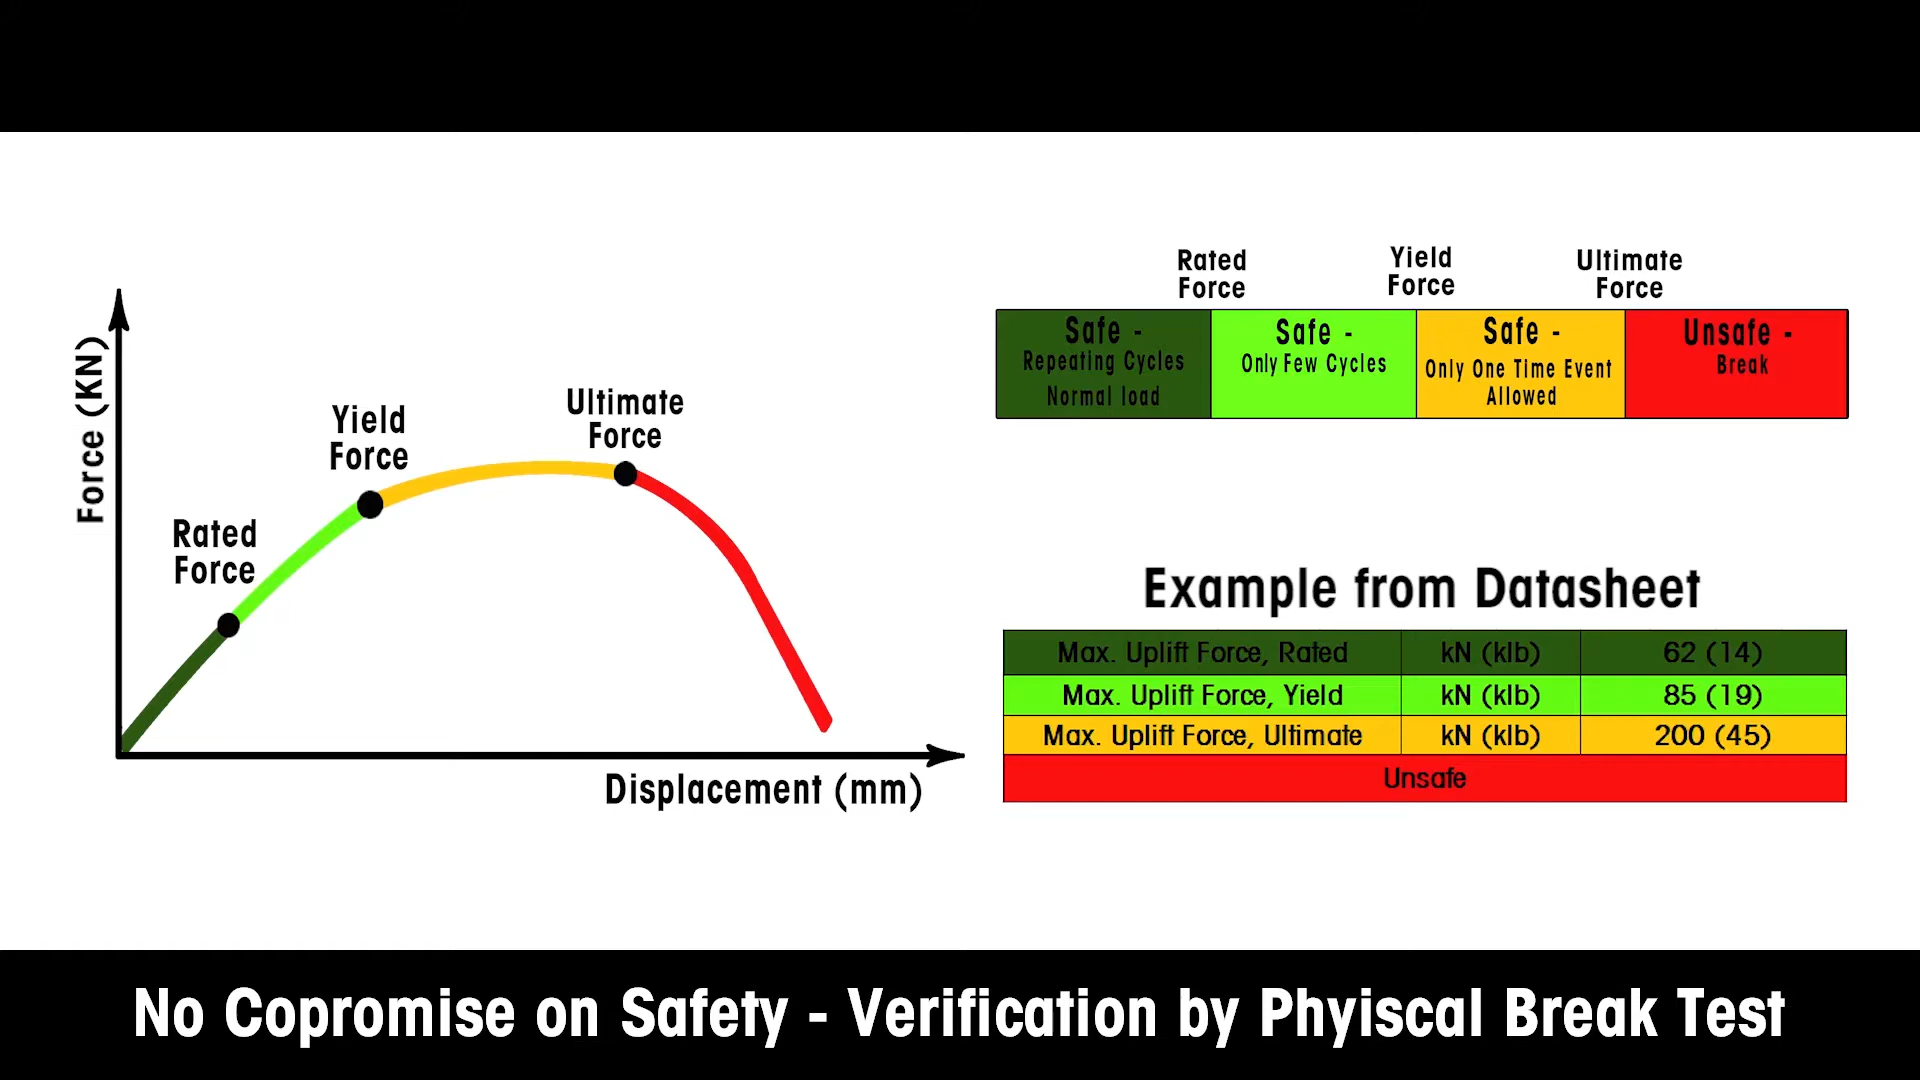 Force (KN)
Rated
Force
Yield
Force
Ultimate
Force
Displacement (mm)
Rated
Force
Yield
Force
Ultimate
Force
Safe -
Repeating Cycles
Normal load
Safe -
Only Few Cycles
Safe -
Only One Time Event
Allowed
Unsafe -
Break
Example from Datasheet
Max. Uplift Force, Rated kN (klb) 62 (14)
Max. Uplift Force, Yield kN (klb) 85 (19)
Max. Uplift Force, Ultimate kN (klb) 200 (45)
Unsafe
No Copromise on Safety - Verification by Phyiscal Break Test